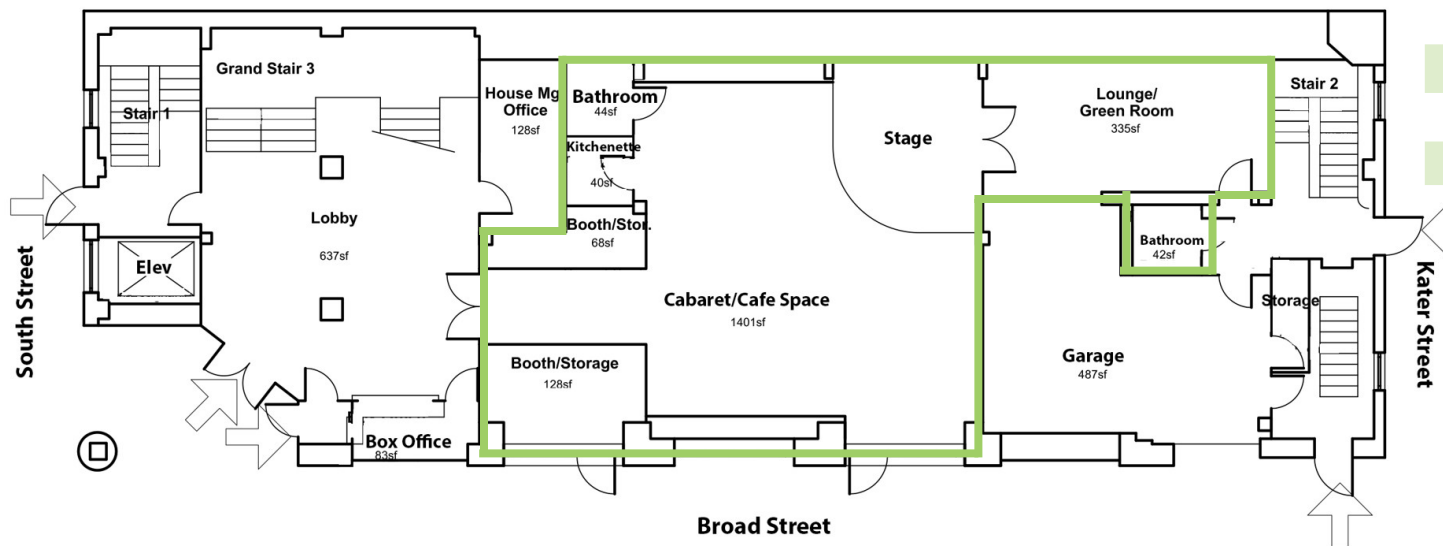 Grand Stair 3
Stair 1
House Mg
Office
128sf
Bathroom
44sf
Kitchenette
40sf
Booth/Stor.
68sf
Stage
Lounge/
Green Room
335sf
Stair 2
Lobby
637sf
Elev
South Street
Cabaret/Cafe Space
1401sf
Bathroom
42sf
Storage
Kater Street
Booth/Storage
128sf
Garage
487sf
Box Office
83sf
Broad Street